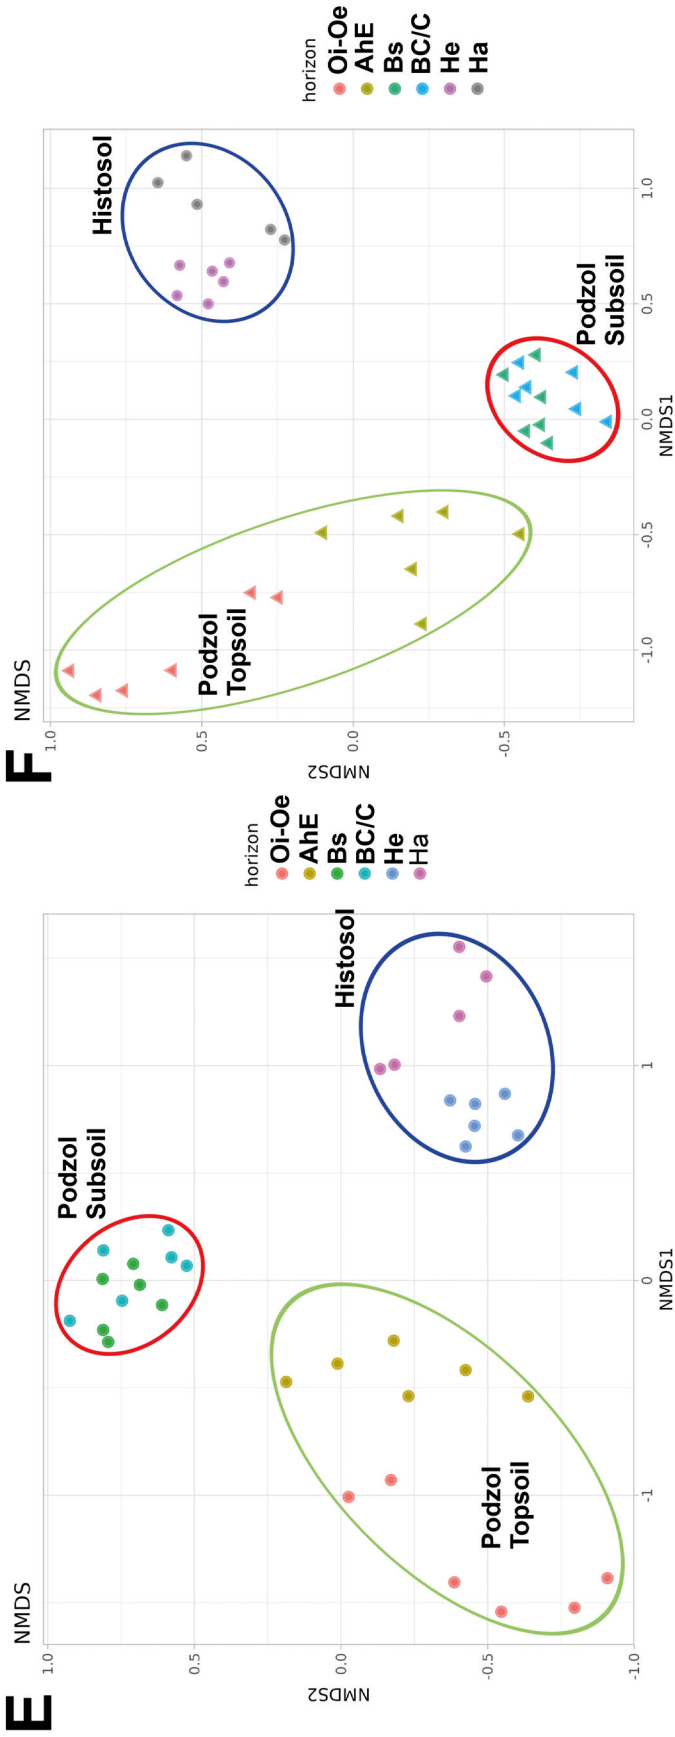 E
NMDS
1.0
0.5
0.0
-0.5
-1.0
NMDS2
-1
0
1
NMDS1
Podzol
Subsoil
Podzol
Topsoil
Histosol
horizon
Oi-Oe
AhE
Bs
BC/C
He
Ha
F
NMDS
1.0
0.5
0.0
-0.5
NMDS2
-1.0
-0.5
0.0
0.5
1.0
NMDS1
Podzol
Topsoil
Histosol
Podzol
Subsoil
horizon
Oi-Oe
AhE
Bs
BC/C
He
Ha